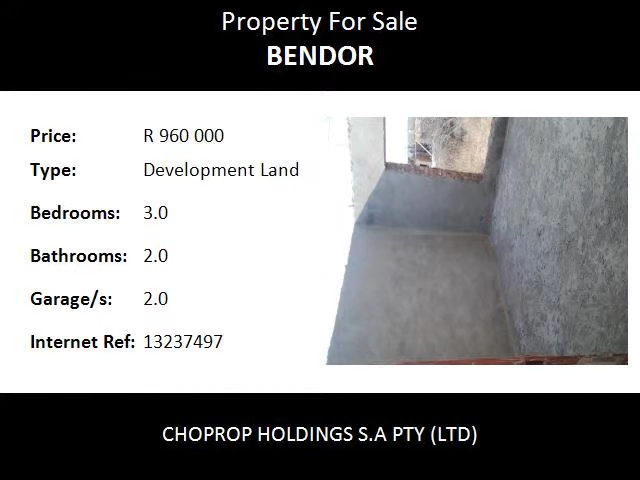 Property For Sale
BENDOR
Price: R 960 000
Type: Development Land
Bedrooms: 3.0
Bathrooms: 2.0
Garage/s: 2.0
Internet Ref: 13237497
CHOPROP HOLDINGS S.A PTY (LTD)